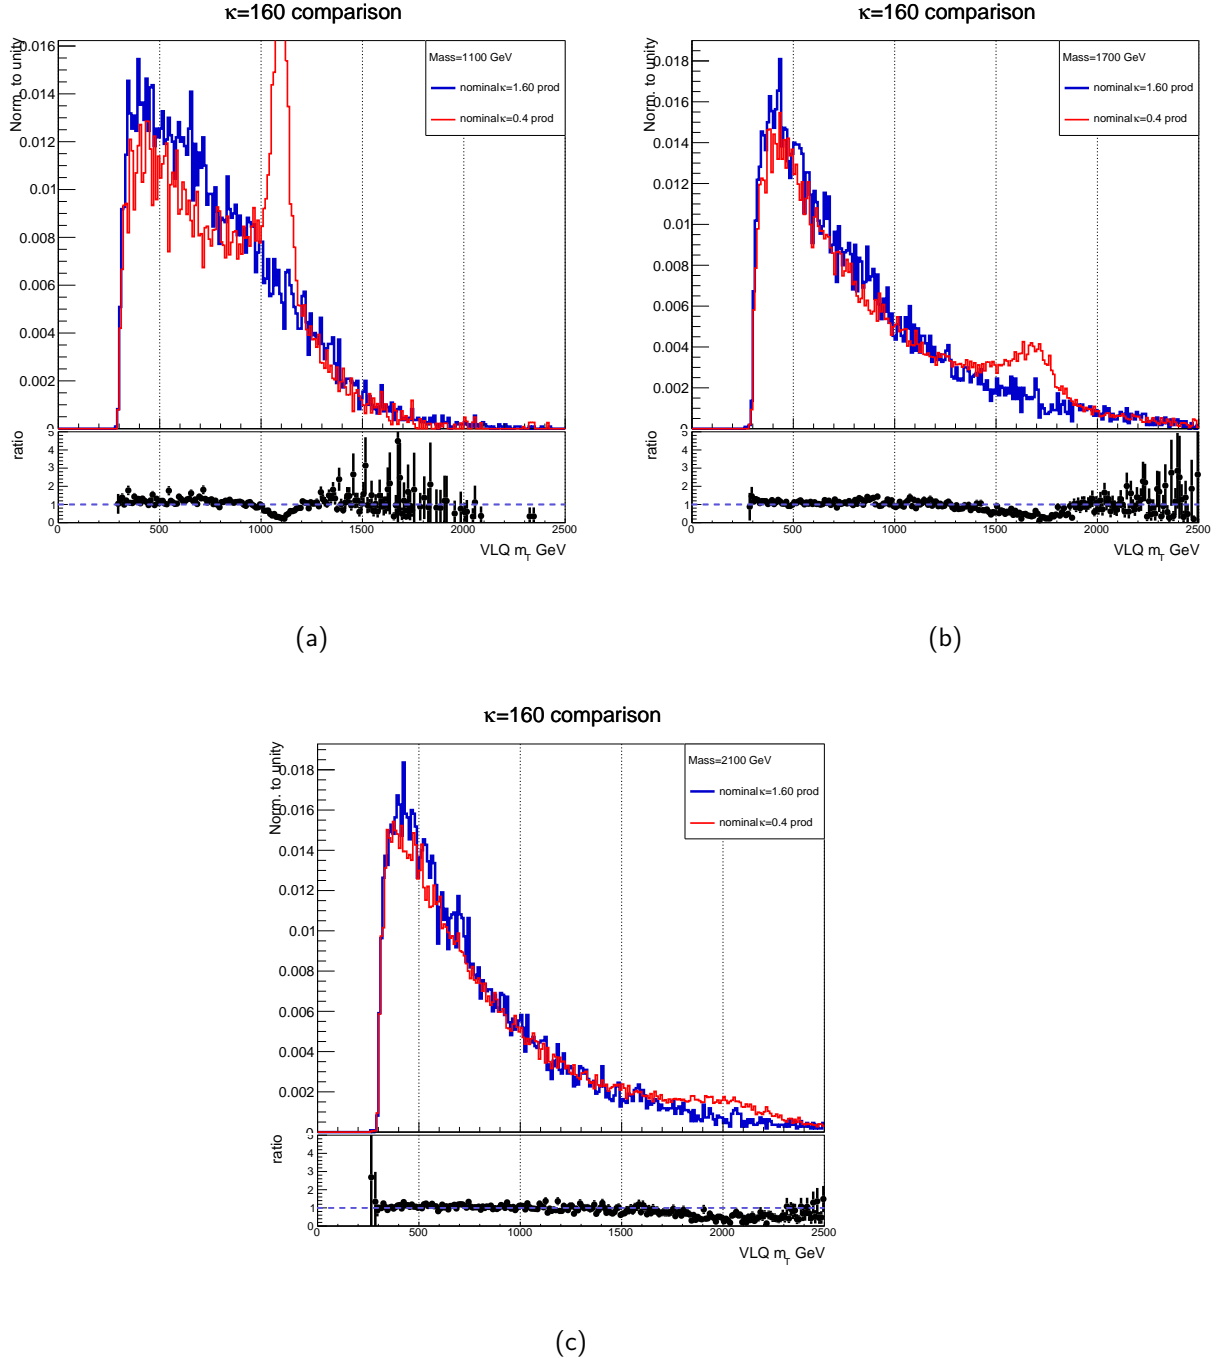 κ=160 comparison
Norm. to unity
0.016
0.014
0.012
0.01
0.008
0.006
0.004
0.002
0
Mass=1100 GeV
nominalκ=1.60 prod
nominalκ=0.4 prod
ratio
5
4
3
2
1
0
0 500 1000 1500 2000 2500
VLQ m_T GeV
(a)
κ=160 comparison
Norm. to unity
0.018
0.016
0.014
0.012
0.01
0.008
0.006
0.004
0.002
0
Mass=1700 GeV
nominalκ=1.60 prod
nominalκ=0.4 prod
ratio
5
4
3
2
1
0
0 500 1000 1500 2000 2500
VLQ m_T GeV
(b)
κ=160 comparison
Norm. to unity
0.018
0.016
0.014
0.012
0.01
0.008
0.006
0.004
0.002
0
Mass=2100 GeV
nominalκ=1.60 prod
nominalκ=0.4 prod
ratio
5
4
3
2
1
0
0 500 1000 1500 2000 2500
VLQ m_T GeV
(c)